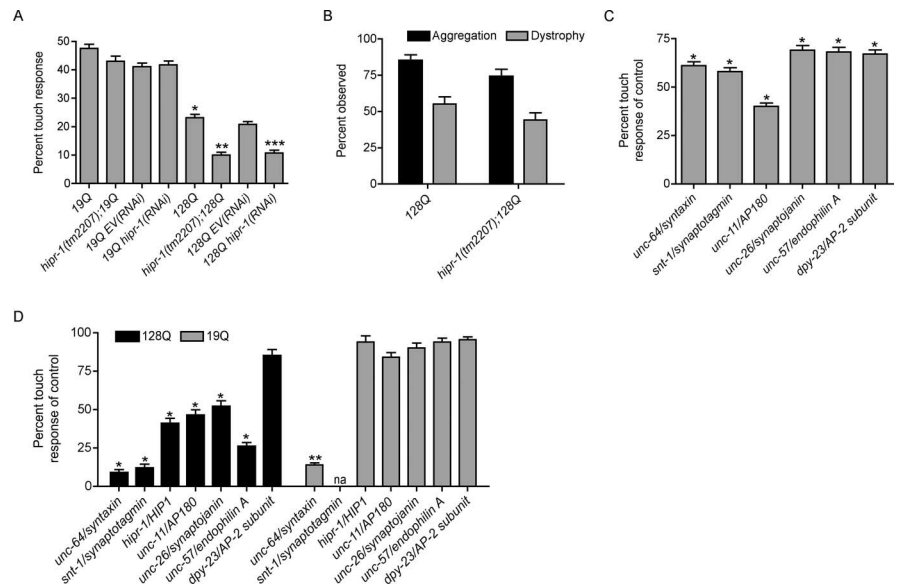 A
Percent touch response
50
40
30
20
10
0
*
**
***
19Q
hipr-1(tm2207);19Q
19Q EV(RNAi)
19Q hipr-1(RNAi)
128Q
hipr-1(tm2207);128Q
128Q EV(RNAi)
128Q hipr-1(RNAi)
B
Aggregation
Dystrophy
Percent observed
100
75
50
25
0
128Q
hipr-1(tm2207);128Q
C
Percent touch
response of control
75
50
25
0
*
*
*
*
*
*
unc-64/syntaxin
snt-1/synaptotagmin
unc-11/AP180
unc-26/synaptojanin
unc-57/endophilin A
dpy-23/AP-2 subunit
D
128Q
19Q
Percent touch
response of control
100
75
50
25
0
*
*
*
*
*
*
**
na
unc-64/syntaxin
snt-1/synaptotagmin
hipr-1/HIP1
unc-11/AP180
unc-26/synaptojanin
unc-57/endophilin A
dpy-23/AP-2 subunit
unc-64/syntaxin
snt-1/synaptotagmin
hipr-1/HIP1
unc-11/AP180
unc-26/synaptojanin
unc-57/endophilin A
dpy-23/AP-2 subunit